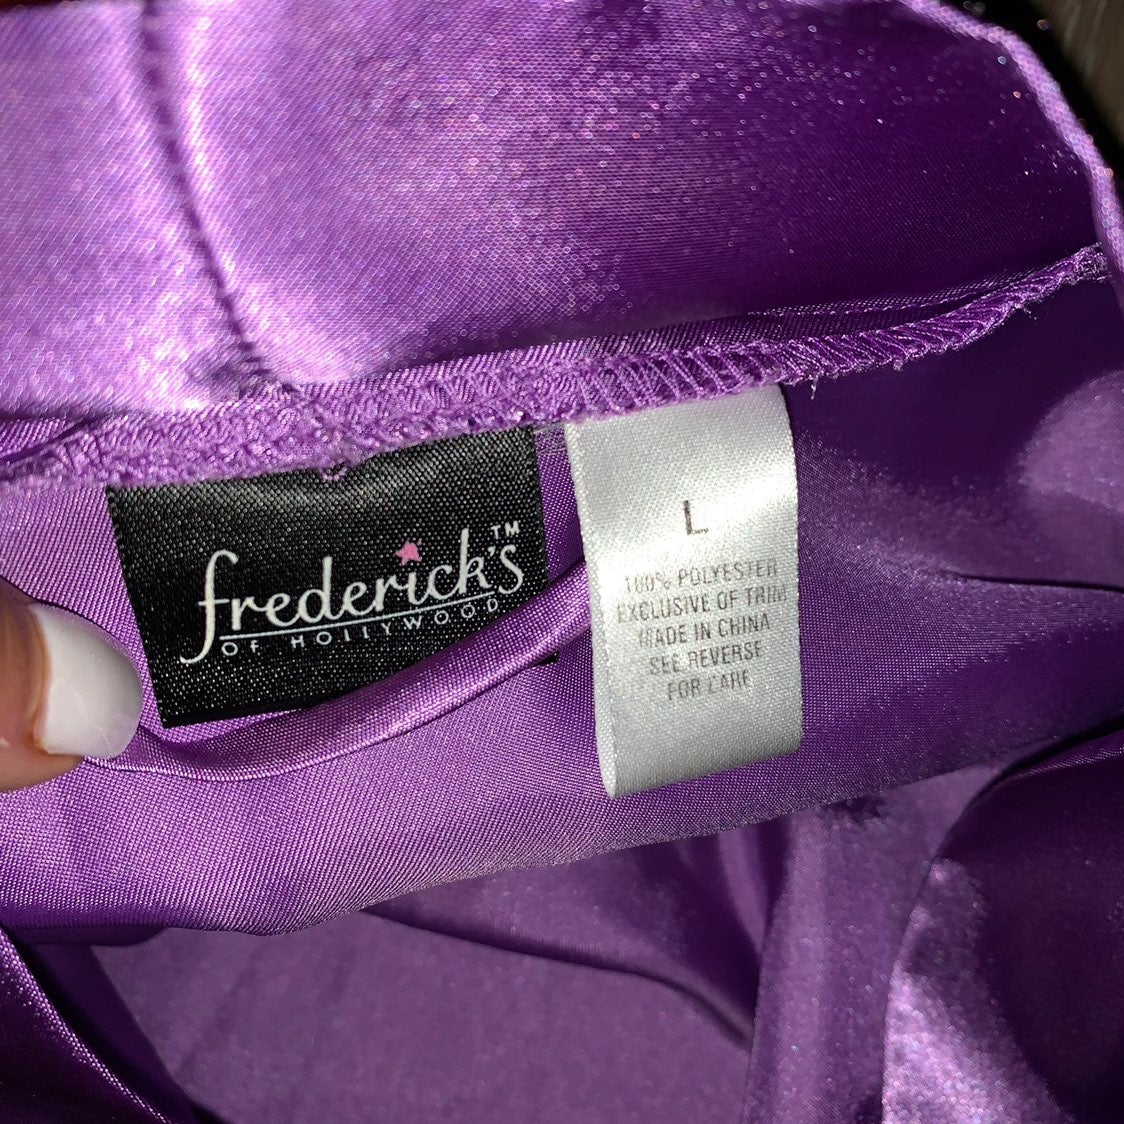 frederick's™
OF HOLLYWOOD
L
100% POLYESTER
EXCLUSIVE OF TRIM
MADE IN CHINA
SEE REVERSE
FOR CARE